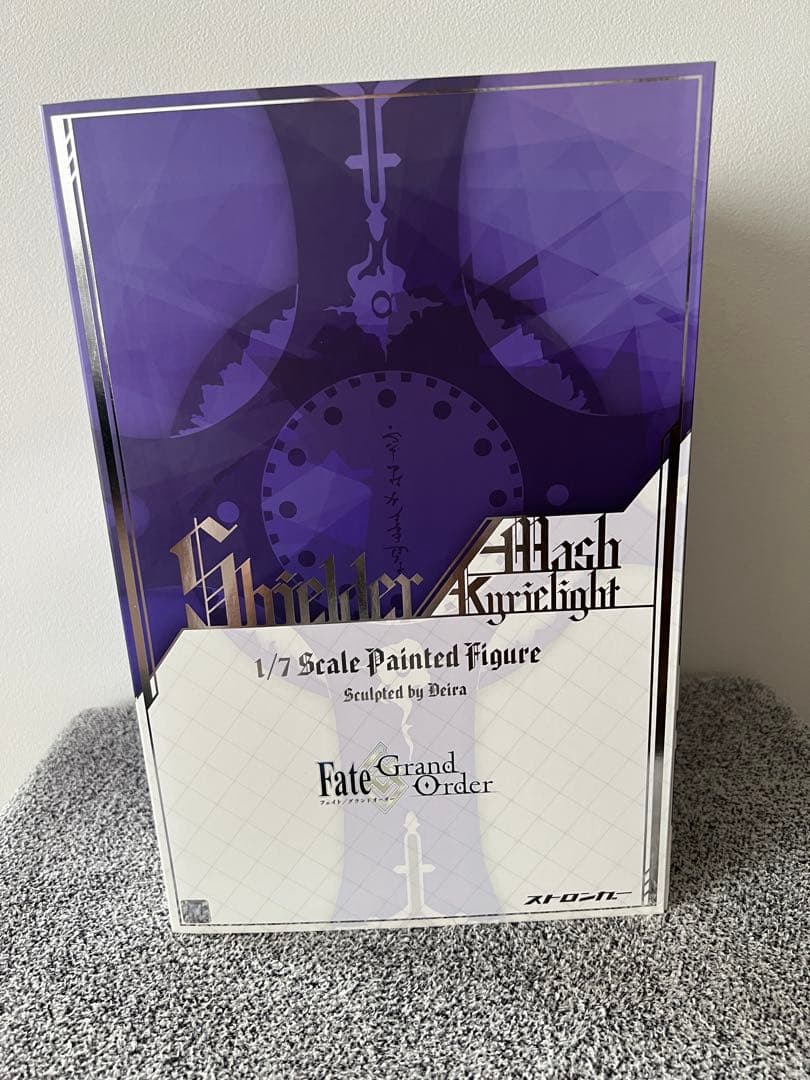 Shielder
Mash
Kyrielight
1/7 Scale Painted Figure
Sculpted by Deira
Fate Grand
Order
フェイト/グランドオーダー
ストロンガー